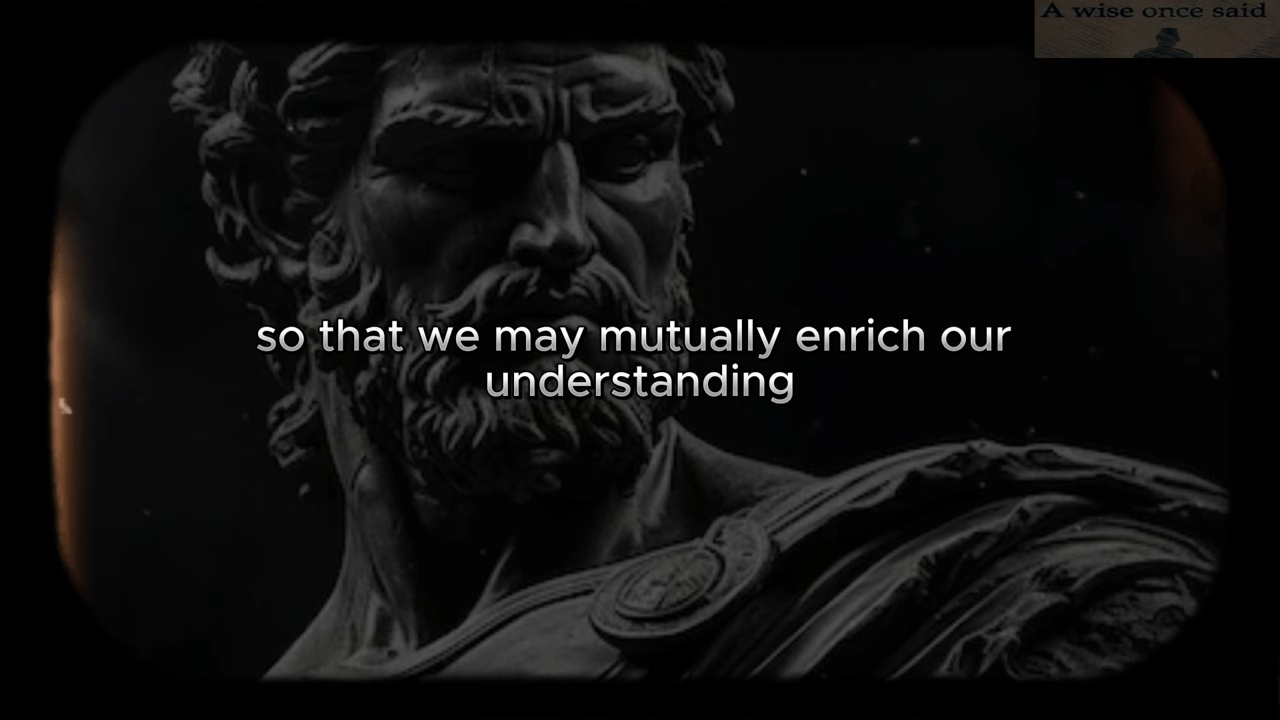 A wise once said
so that we may mutually enrich our
understanding